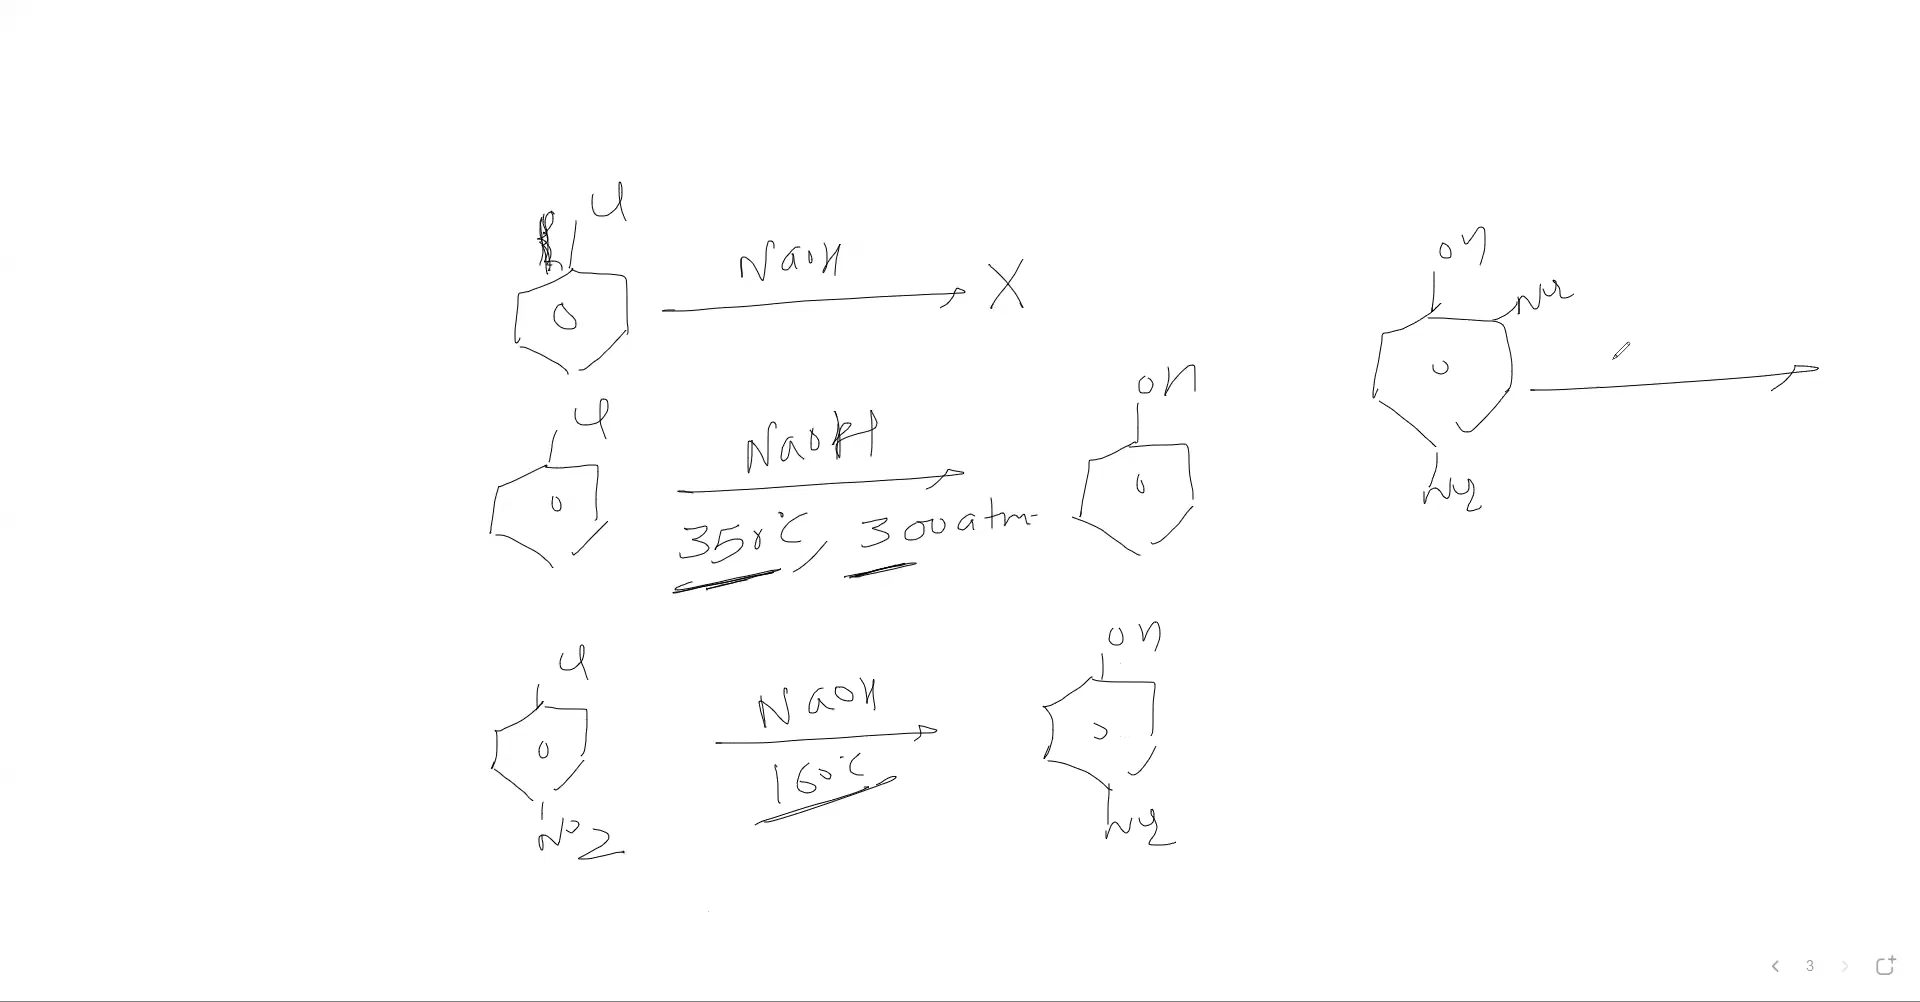 Cl
NaOH
X
Cl
NaOH
350°C, 300 atm
OH
Cl
NO2
NaOH
160°C
OH
NO2
OH
NO2
NO2
3